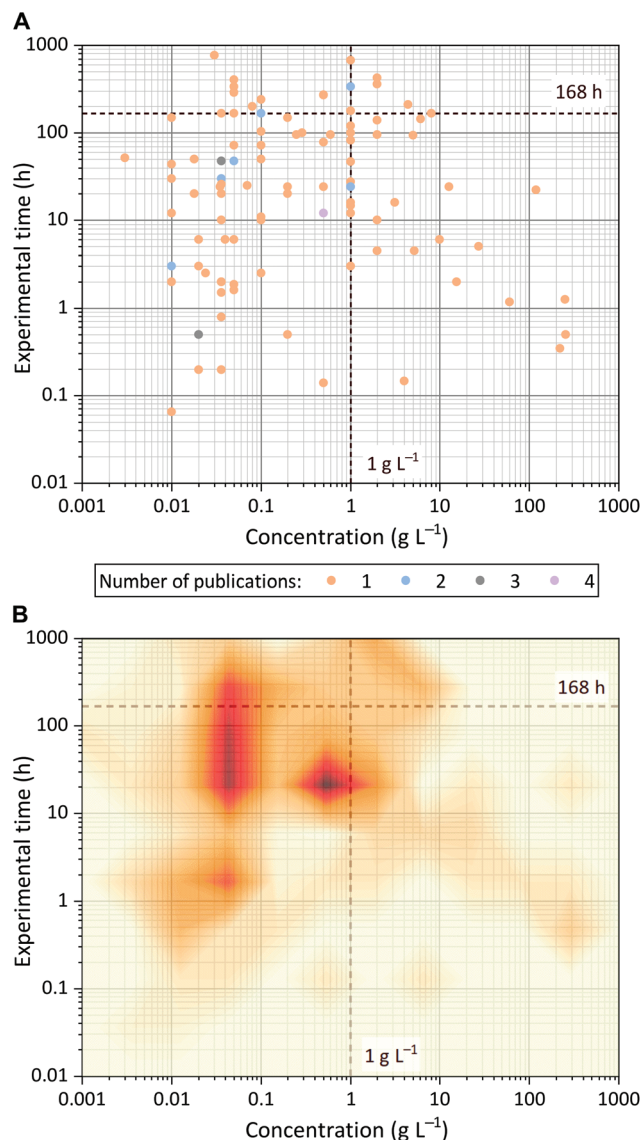 A
1000
100
10
1
0.1
0.01
Experimental time (h)
168 h
1 g L⁻¹
0.001 0.01 0.1 1 10 100 1000
Concentration (g L⁻¹)
Number of publications: 1 2 3 4
B
1000
100
10
1
0.1
0.01
Experimental time (h)
168 h
1 g L⁻¹
0.001 0.01 0.1 1 10 100 1000
Concentration (g L⁻¹)